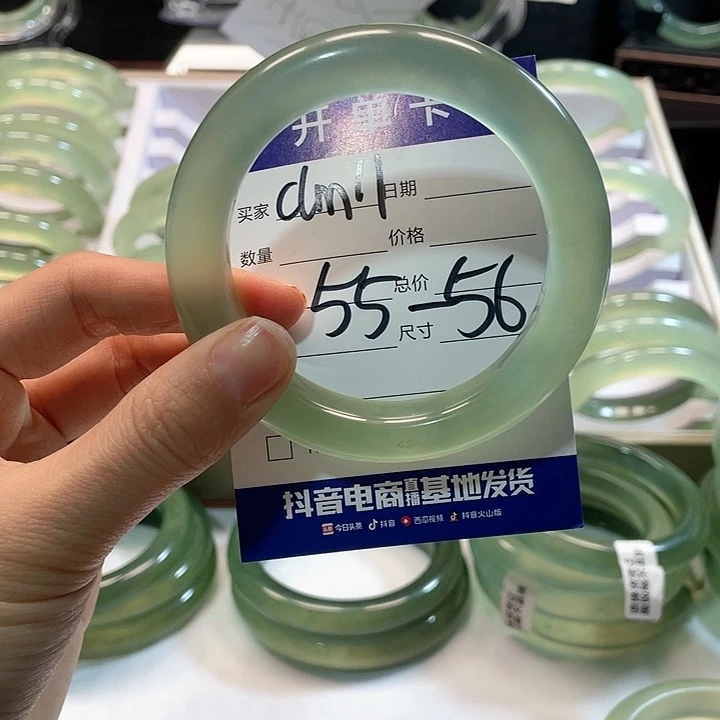 开单卡
买家 dm11 日期
数量 价格
55-56 总价
尺寸
抖音电商直播基地发货
今日头条 抖音 西瓜视频 抖音火山版